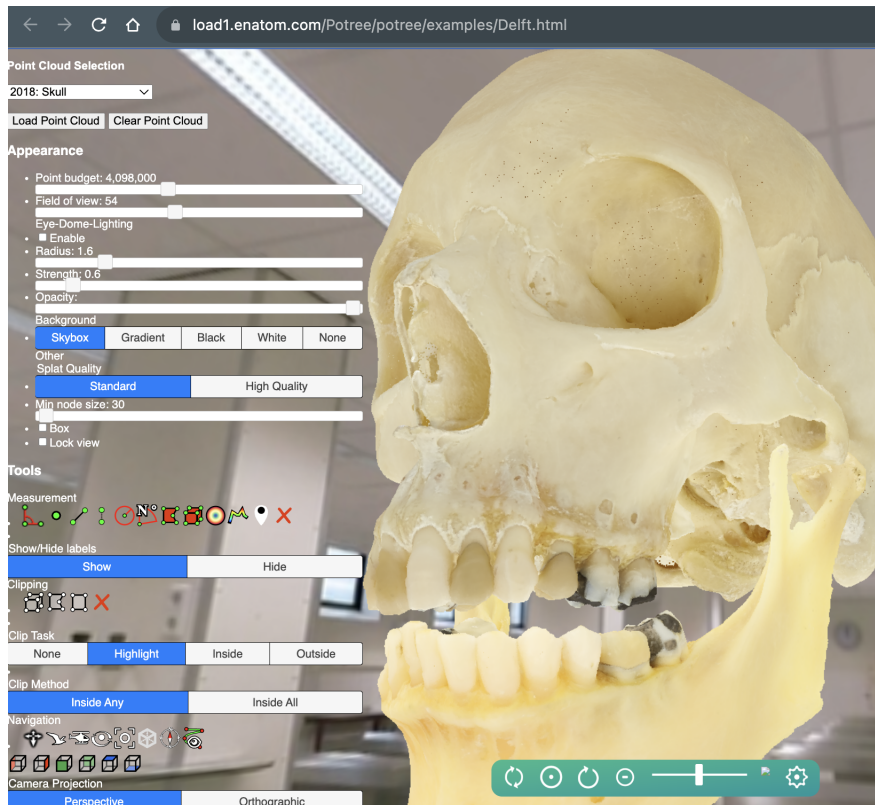 load1.enatom.com/Potree/potree/examples/Delft.html
Point Cloud Selection
2018: Skull
Load Point Cloud Clear Point Cloud
Appearance
Point budget: 4,098,000
Field of view: 54
Eye-Dome-Lighting
Enable
Radius: 1.6
Strength: 0.6
Opacity:
Background
Skybox Gradient Black White None
Other
Splat Quality
Standard High Quality
Min node size: 30
Box
Lock view
Tools
Measurement
N
Show/Hide labels
Show Hide
Clipping
Clip Task
None Highlight Inside Outside
Clip Method
Inside Any Inside All
Navigation
Camera Projection
Perspective Orthographic